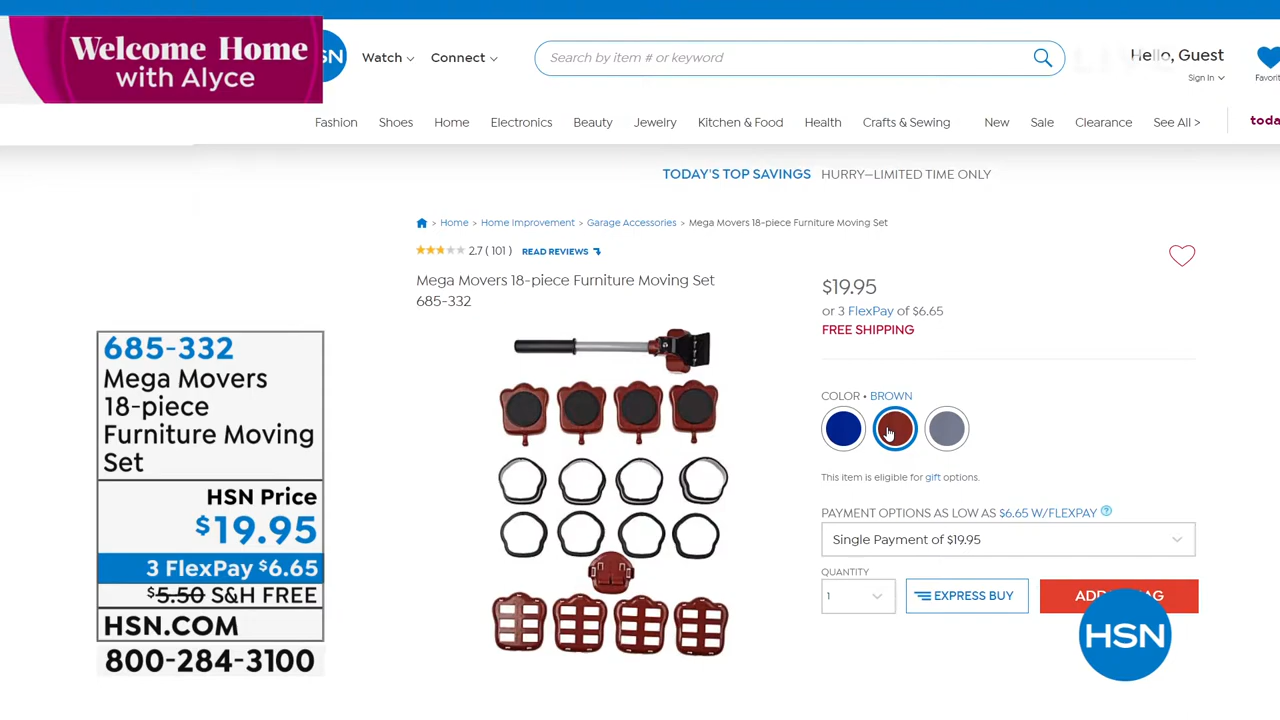 Welcome Home
with Alyce
SN
Watch
Connect
Search by item # or keyword
Hello, Guest
Sign In
Favorit
Fashion
Shoes
Home
Electronics
Beauty
Jewelry
Kitchen & Food
Health
Crafts & Sewing
New
Sale
Clearance
See All >
toda
TODAY'S TOP SAVINGS HURRY—LIMITED TIME ONLY
> Home > Home Improvement > Garage Accessories > Mega Movers 18-piece Furniture Moving Set
2.7 ( 101 ) READ REVIEWS
Mega Movers 18-piece Furniture Moving Set
685-332
$19.95
or 3 FlexPay of $6.65
FREE SHIPPING
COLOR • BROWN
This item is eligible for gift options.
PAYMENT OPTIONS AS LOW AS $6.65 W/FLEXPAY ?
Single Payment of $19.95
QUANTITY
1
EXPRESS BUY
ADD AG
HSN
685-332
Mega Movers
18-piece
Furniture Moving
Set
HSN Price
$19.95
3 FlexPay $6.65
$5.50 S&H FREE
HSN.COM
800-284-3100